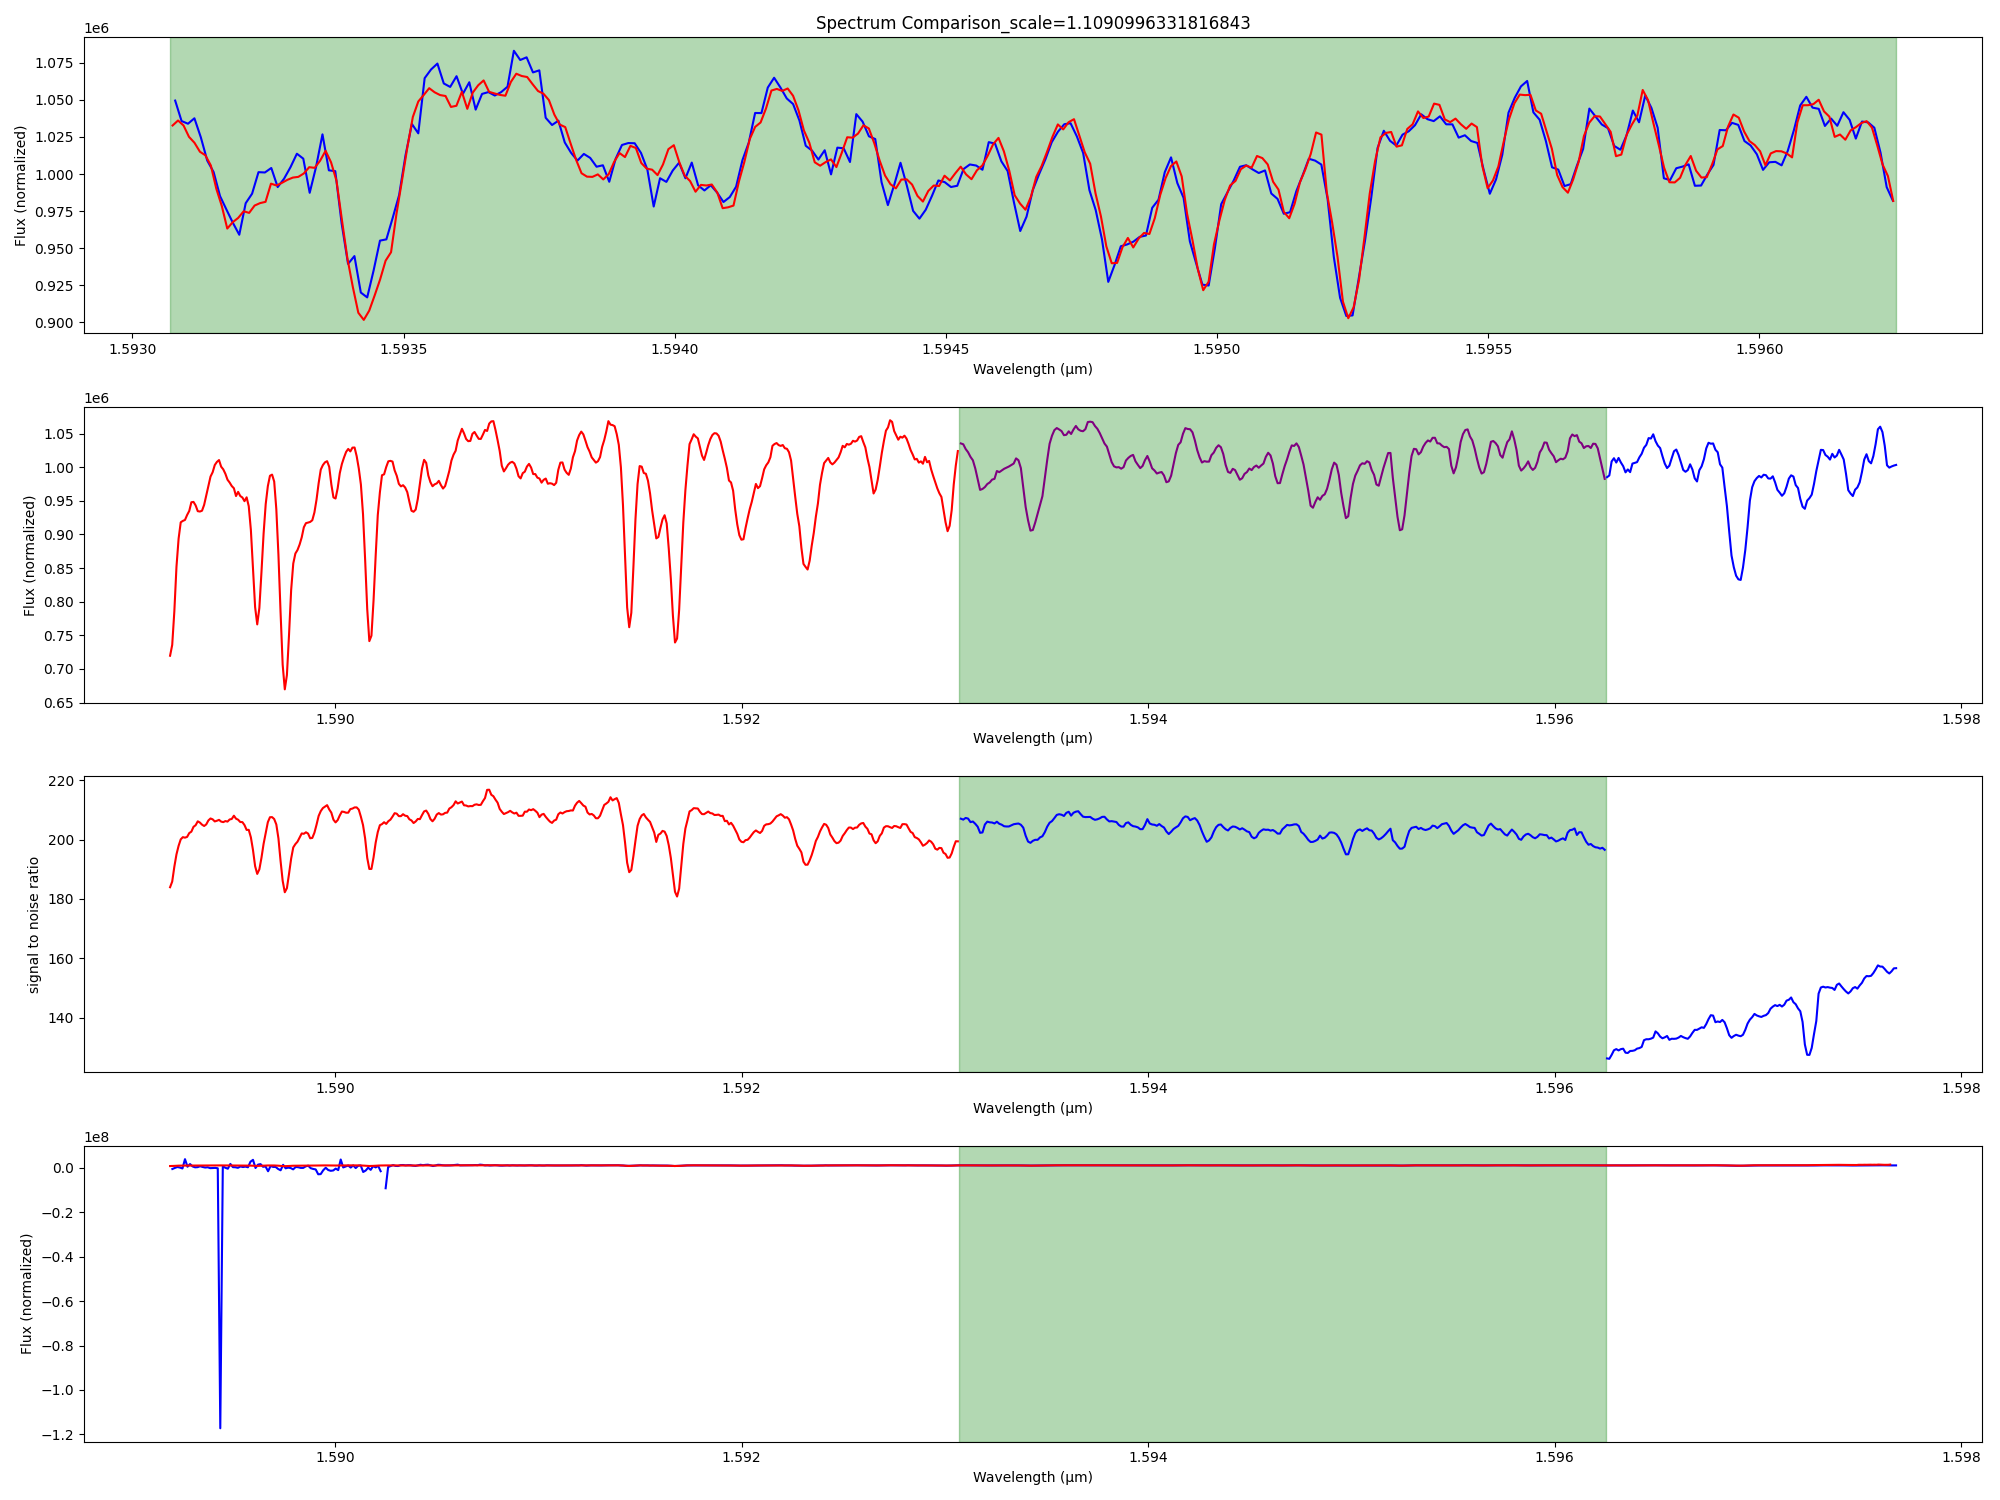 Spectrum Comparison_scale=1.1090996331816843
1e6
1.075
1.050
1.025
1.000
0.975
0.950
0.925
0.900
Flux (normalized)
1.5930 1.5935 1.5940 1.5945 1.5950 1.5955 1.5960
Wavelength (μm)
1e6
1.05
1.00
0.95
0.90
0.85
0.80
0.75
0.70
0.65
Flux (normalized)
1.590 1.592 1.594 1.596 1.598
Wavelength (μm)
220
200
180
160
140
signal to noise ratio
1.590 1.592 1.594 1.596 1.598
Wavelength (μm)
1e8
0.0
−0.2
−0.4
−0.6
−0.8
−1.0
−1.2
Flux (normalized)
1.590 1.592 1.594 1.596 1.598
Wavelength (μm)